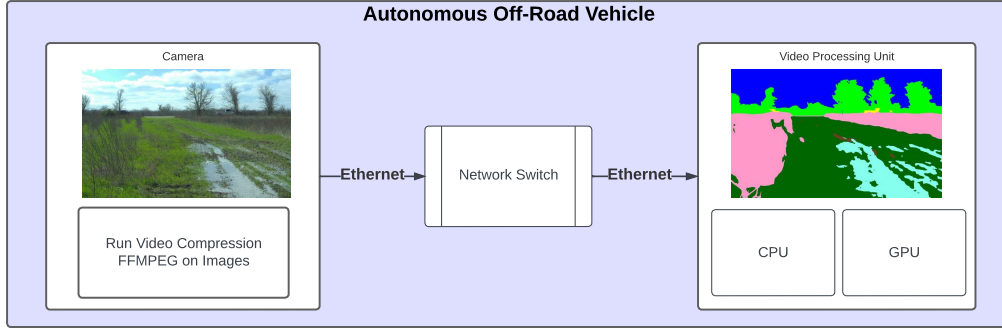 Autonomous Off-Road Vehicle
Camera
Run Video Compression
FFMPEG on Images
Ethernet
Network Switch
Ethernet
Video Processing Unit
CPU
GPU